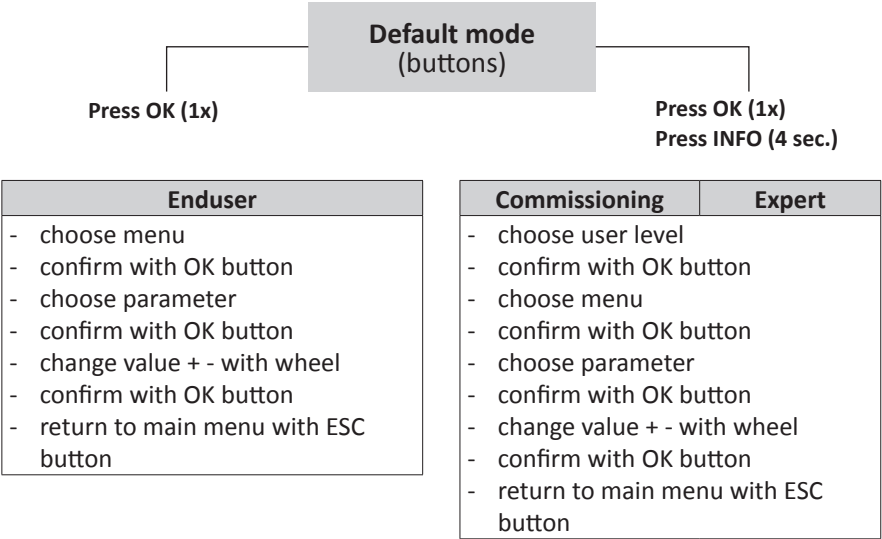 Default mode
(buttons)
Press OK (1x)
Press OK (1x)
Press INFO (4 sec.)
Enduser
- choose menu
- confirm with OK button
- choose parameter
- confirm with OK button
- change value + - with wheel
- confirm with OK button
- return to main menu with ESC
button
Commissioning
Expert
- choose user level
- confirm with OK button
- choose menu
- confirm with OK button
- choose parameter
- confirm with OK button
- change value + - with wheel
- confirm with OK button
- return to main menu with ESC
button